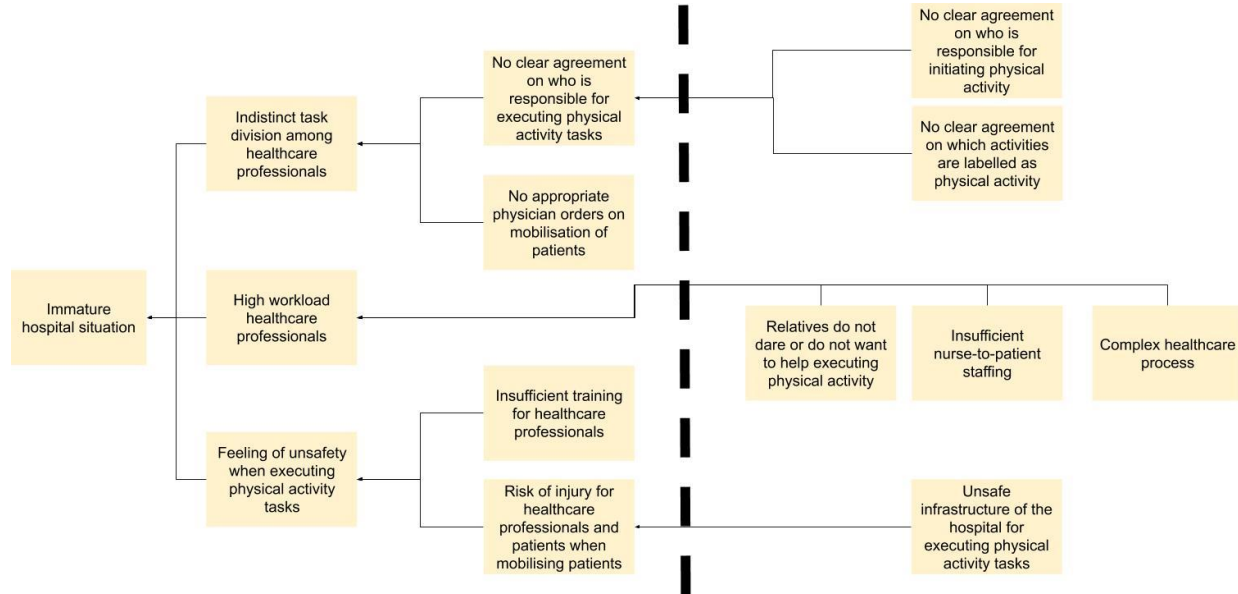 No clear agreement
on who is
responsible for
initiating physical
activity
No clear agreement
on who is
responsible for
executing physical
activity tasks
Indistinct task
division among
healthcare
professionals
No clear agreement
on which activities
are labelled as
physical activity
No appropriate
physician orders on
mobilisation of
patients
Immature
hospital situation
High workload
healthcare
professionals
Relatives do not
dare or do not want
to help executing
physical activity
Insufficient
nurse-to-patient
staffing
Complex healthcare
process
Insufficient training
for healthcare
professionals
Feeling of unsafety
when executing
physical activity
tasks
Risk of injury for
healthcare
professionals and
patients when
mobilising patients
Unsafe
infrastructure of the
hospital for
executing physical
activity tasks